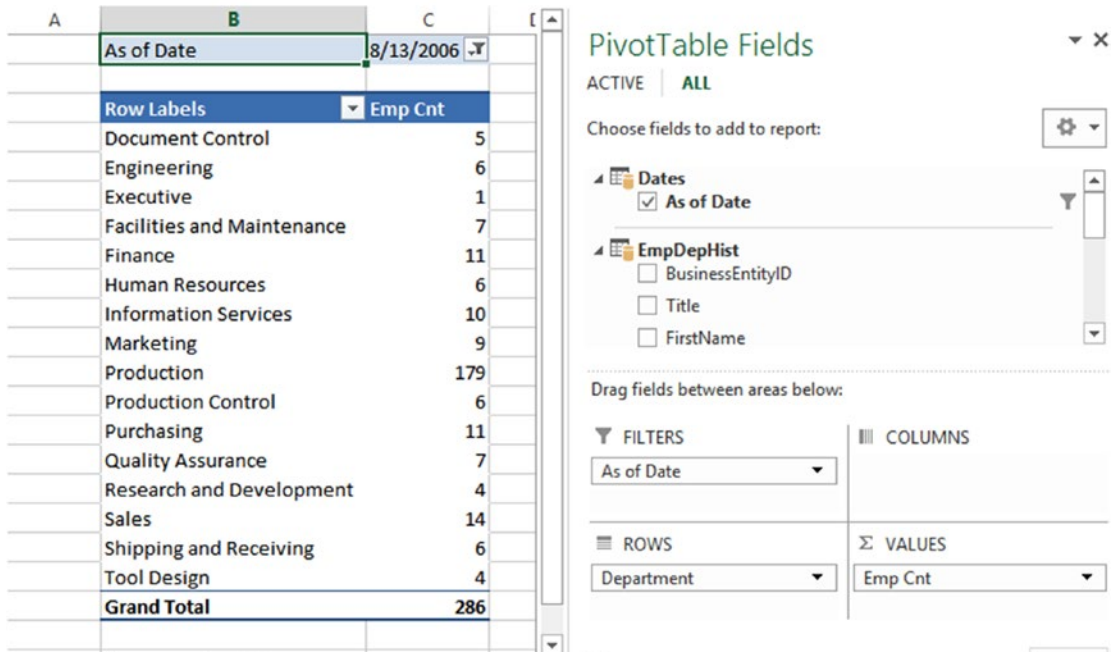 A B C
As of Date 8/13/2006
Row Labels Emp Cnt
Document Control 5
Engineering 6
Executive 1
Facilities and Maintenance 7
Finance 11
Human Resources 6
Information Services 10
Marketing 9
Production 179
Production Control 6
Purchasing 11
Quality Assurance 7
Research and Development 4
Sales 14
Shipping and Receiving 6
Tool Design 4
Grand Total 286
PivotTable Fields
ACTIVE ALL
Choose fields to add to report:
Dates
As of Date
EmpDepHist
BusinessEntityID
Title
FirstName
Drag fields between areas below:
FILTERS
As of Date
COLUMNS
ROWS
Department
Σ VALUES
Emp Cnt